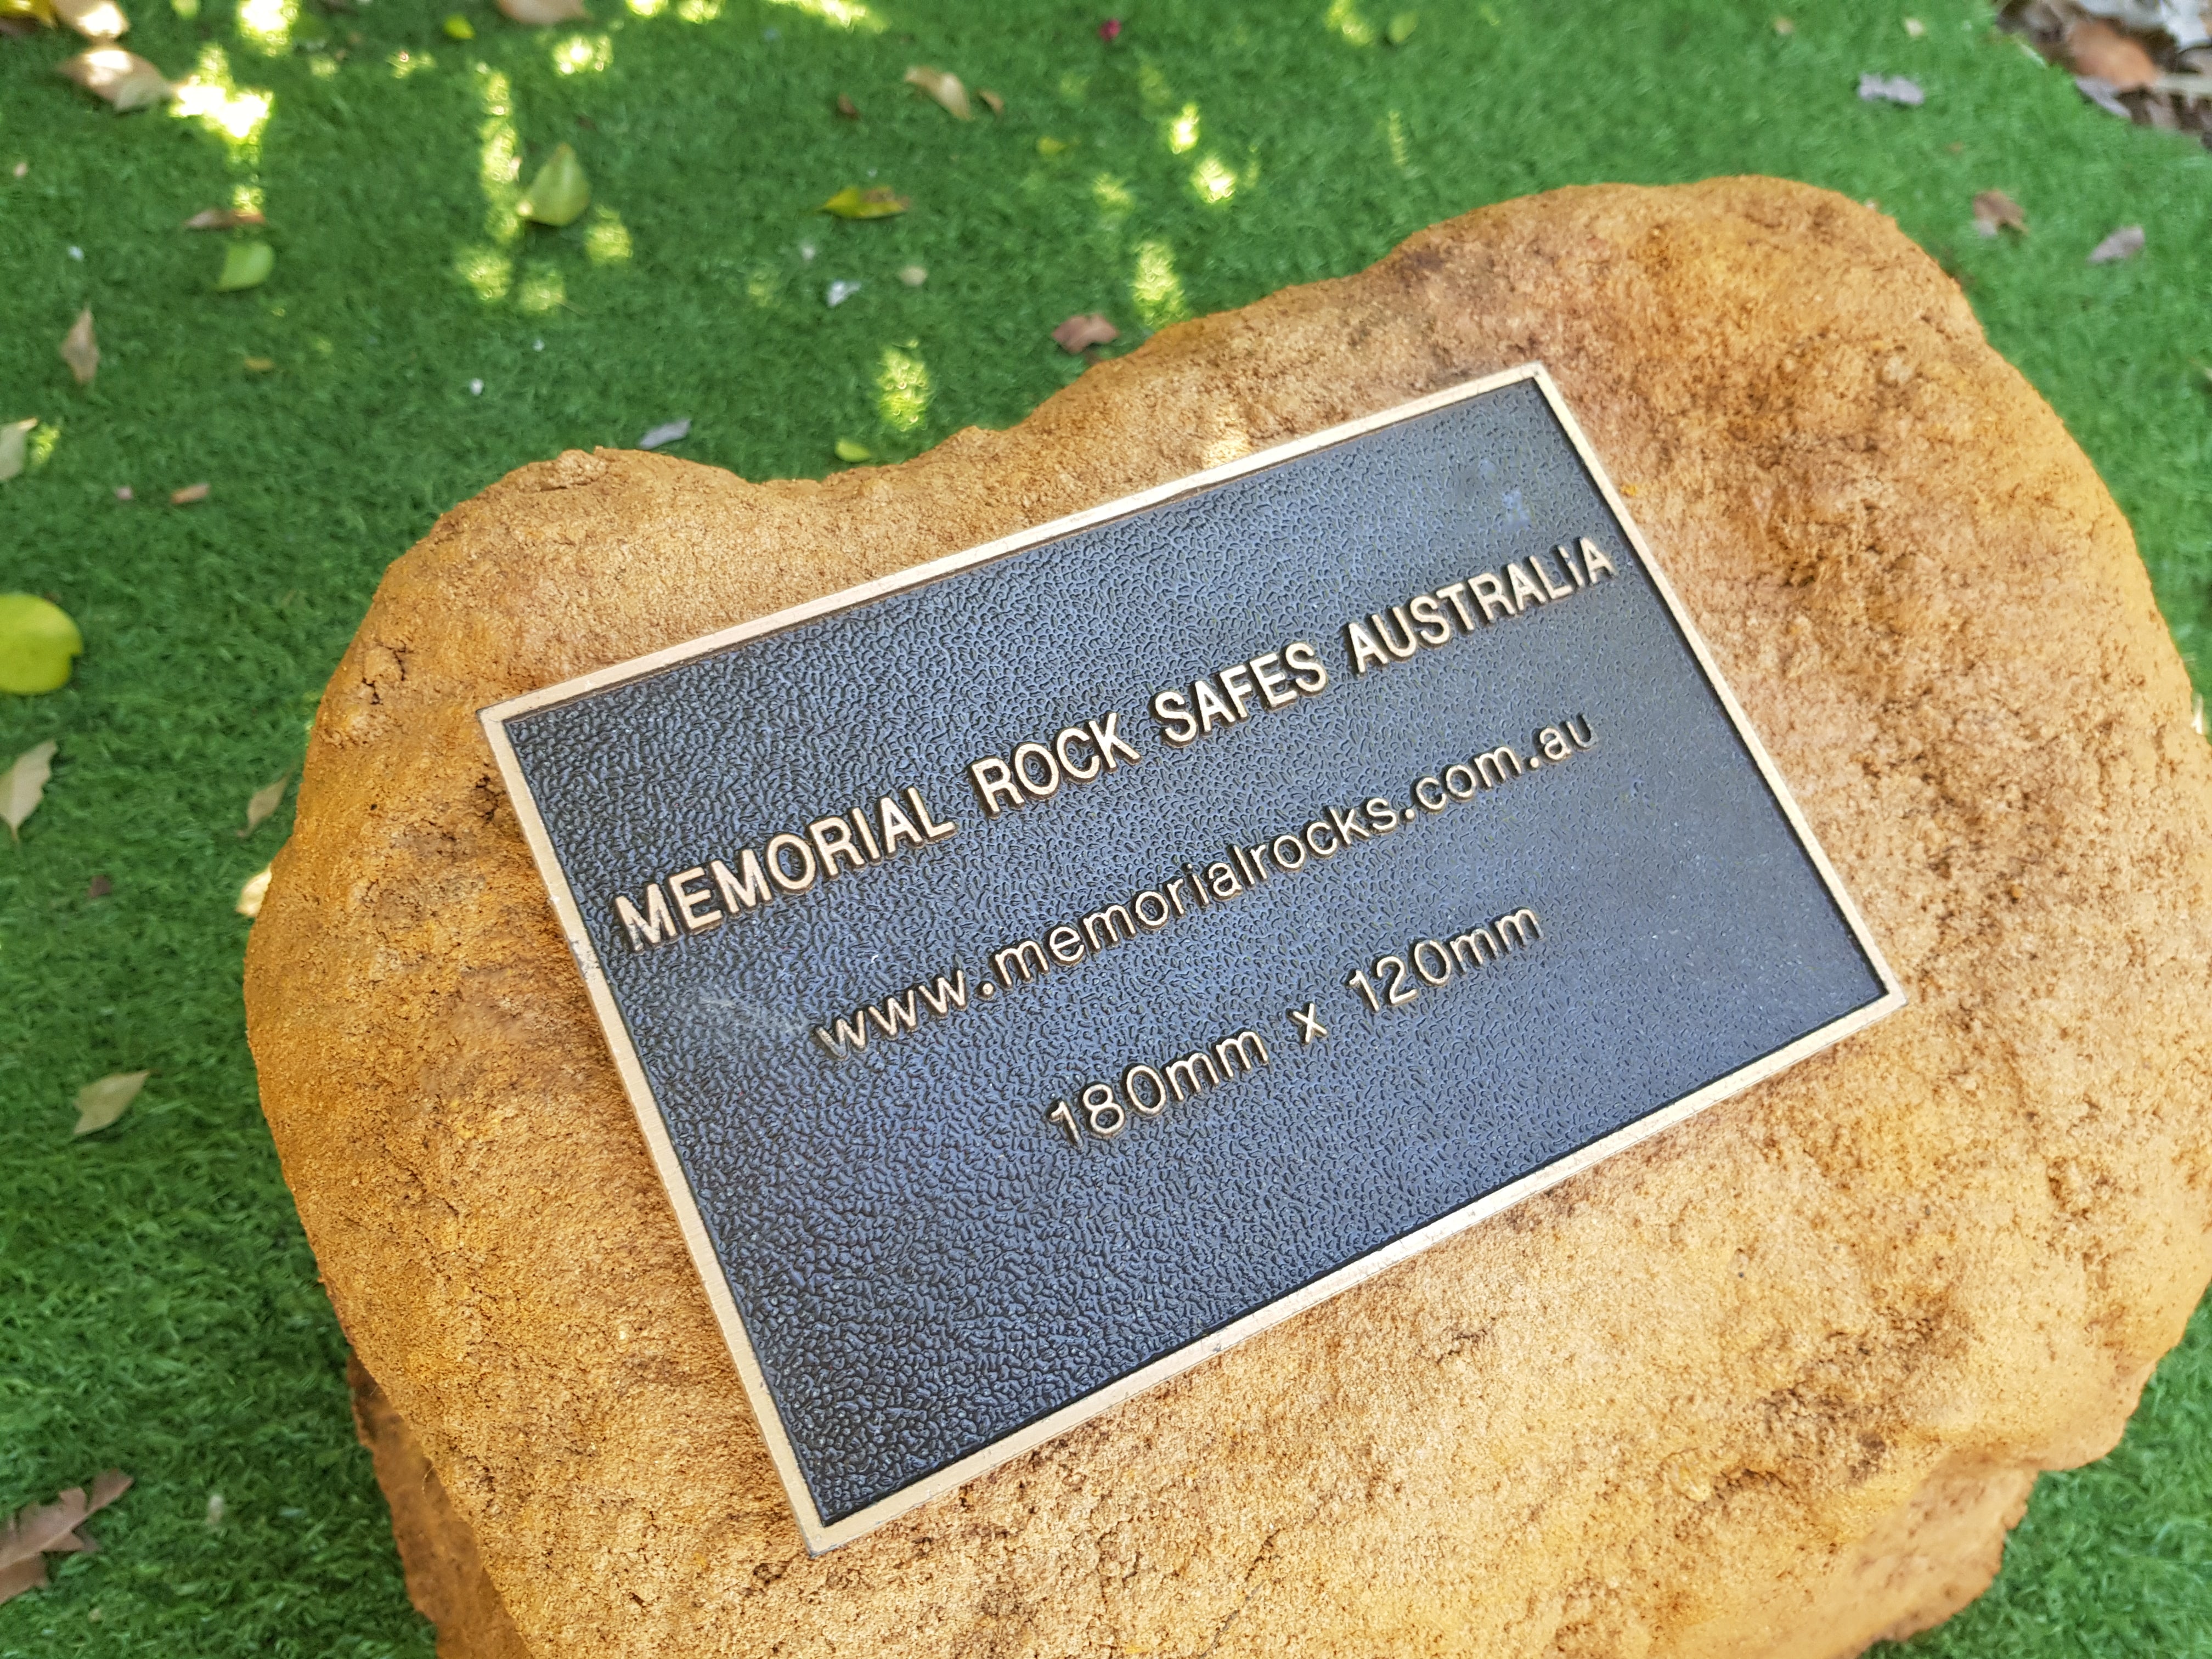 MEMORIAL ROCK SAFES AUSTRALIA
www.memorialrocks.com.au
180mm x 120mm